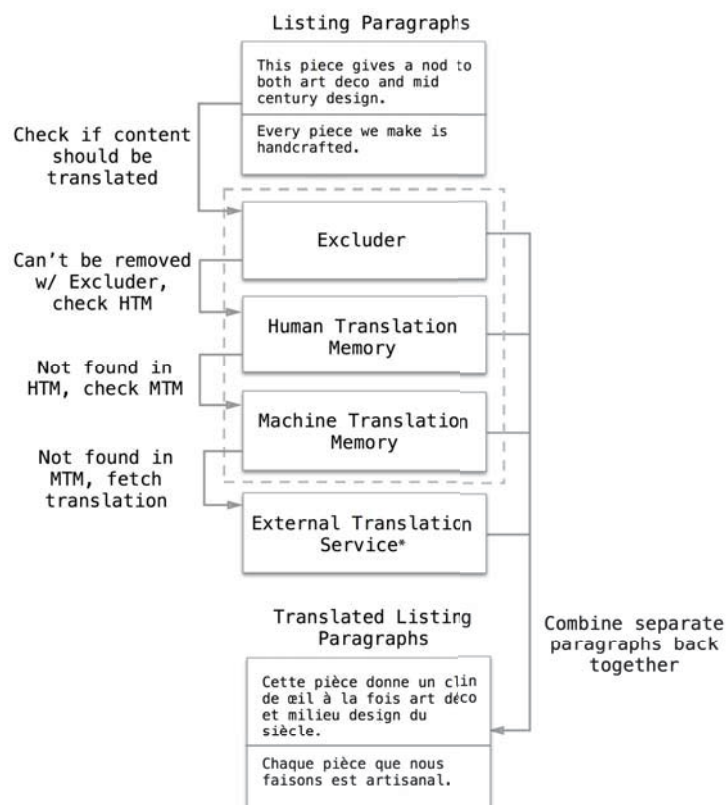 Listing Paragraphs
This piece gives a nod to
both art deco and mid
century design.
Every piece we make is
handcrafted.
Check if content
should be
translated
Excluder
Can't be removed
w/ Excluder,
check HTM
Human Translation
Memory
Not found in
HTM, check MTM
Machine Translation
Memory
Not found in
MTM, fetch
translation
External Translation
Service*
Translated Listing
Paragraphs
Combine separate
paragraphs back
together
Cette pièce donne un clin
de œil à la fois art déco
et milieu design du
siècle.
Chaque pièce que nous
faisons est artisanal.